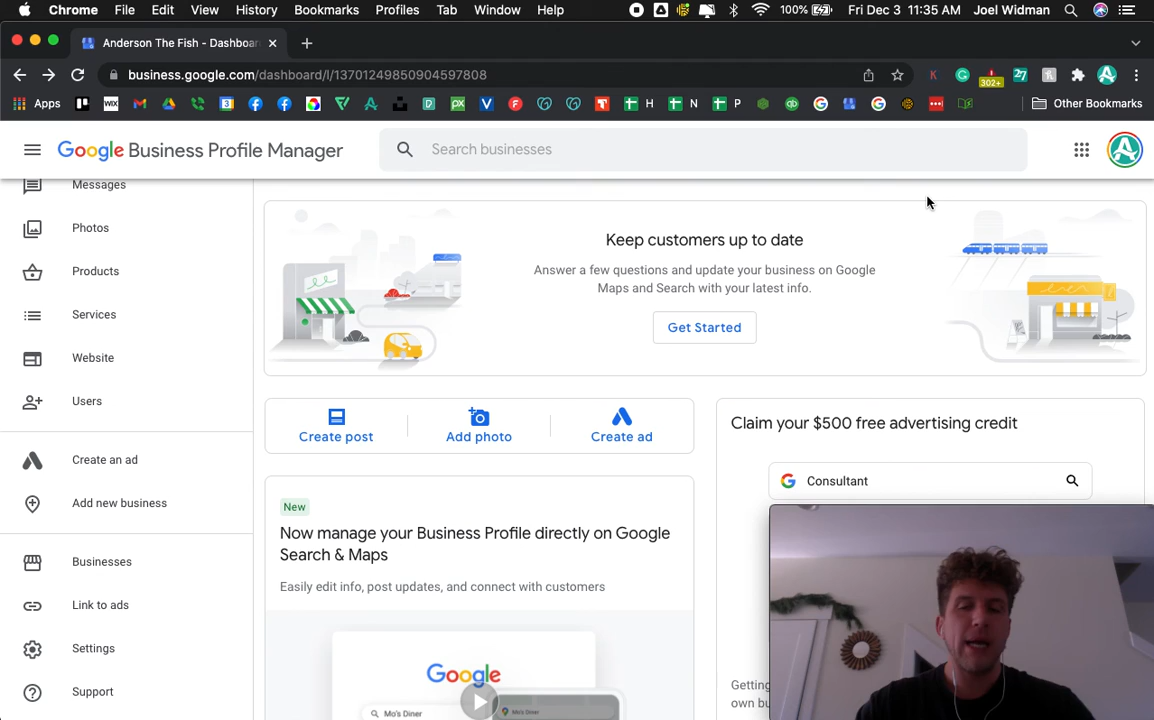 Chrome File Edit View History Bookmarks Profiles Tab Window Help 100% Fri Dec 3 11:35 AM Joel Widman
Anderson The Fish - Dashboar
business.google.com/dashboard/l/13701249850904597808
302+
Apps WIX H N P Other Bookmarks
Google Business Profile Manager
Search businesses
Messages
Photos
Products
Services
Website
Users
Create an ad
Add new business
Businesses
Link to ads
Settings
Support
Keep customers up to date
Answer a few questions and update your business on Google
Maps and Search with your latest info.
Get Started
Create post Add photo Create ad
New
Now manage your Business Profile directly on Google
Search & Maps
Easily edit info, post updates, and connect with customers
Google
Mo's Diner
Mo's Diner
Claim your $500 free advertising credit
Consultant
Getting
own bu